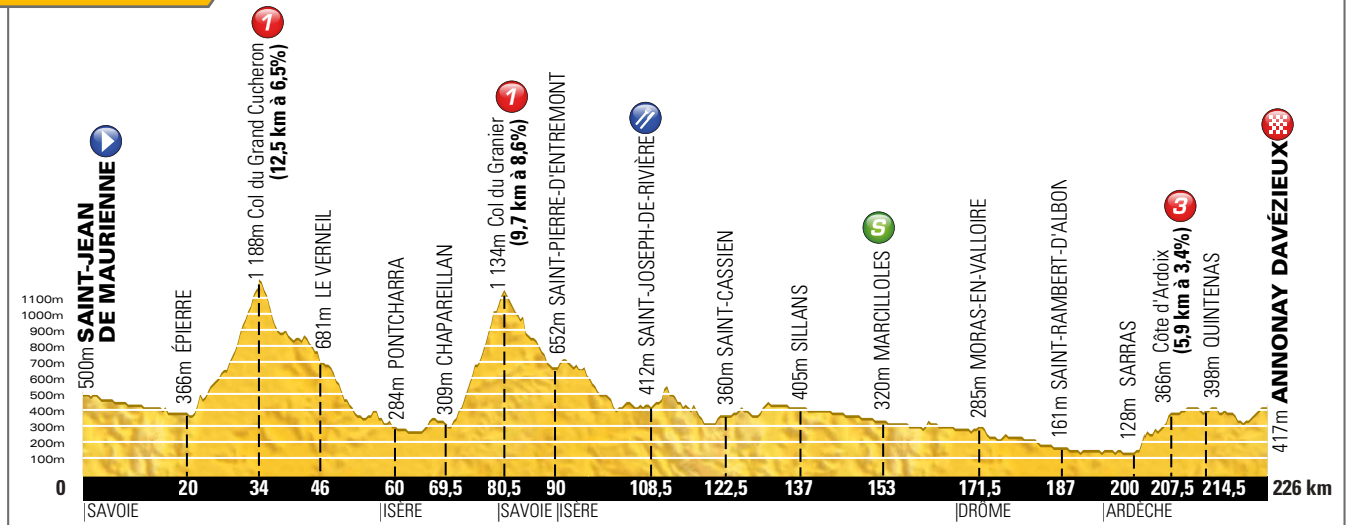 1
1 188m Col du Grand Cucheron
(12,5 km à 6,5%)
1
1 134m Col du Granier
(9,7 km à 8,6%)
652m SAINT-PIERRE-D'ENTREMONT
500m SAINT-JEAN
DE MAURIENNE
366m ÉPIERRE
681m LE VERNEIL
284m PONTCHARRA
309m CHAPAREILLAN
412m SAINT-JOSEPH-DE-RIVIÈRE
360m SAINT-CASSIEN
405m SILLANS
S
320m MARCILLOLES
285m MORAS-EN-VALLOIRE
161m SAINT-RAMBERT-D'ALBON
128m SARRAS
3
366m Côte d'Ardoix
(5,9 km à 3,4%)
398m QUINTENAS
417m ANNONAY DAVÉZIEUX
1100m
1000m
900m
800m
700m
600m
500m
400m
300m
200m
100m
0 20 34 46 60 69,5 80,5 90 108,5 122,5 137 153 171,5 187 200 207,5 214,5 226 km
SAVOIE ISÈRE SAVOIE ISÈRE DRÔME ARDÈCHE